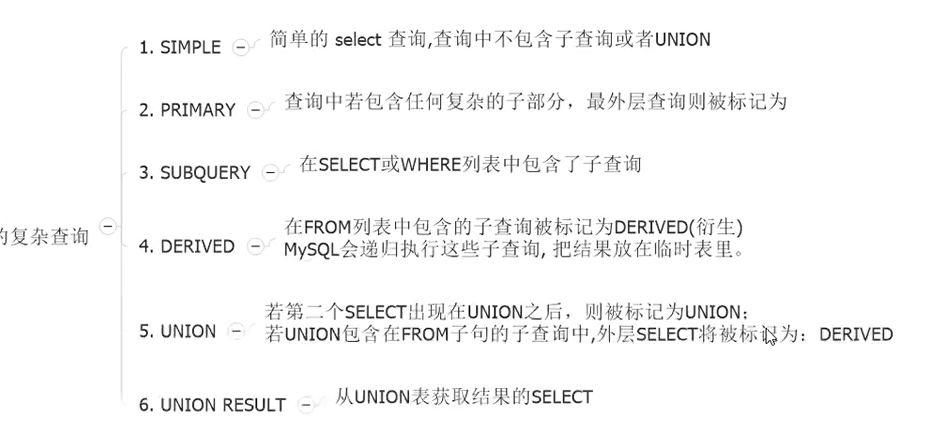 1. SIMPLE
简单的 select 查询,查询中不包含子查询或者UNION
2. PRIMARY
查询中若包含任何复杂的子部分，最外层查询则被标记为
3. SUBQUERY
在SELECT或WHERE列表中包含了子查询
的复杂查询
4. DERIVED
在FROM列表中包含的子查询被标记为DERIVED(衍生)
MySQL会递归执行这些子查询, 把结果放在临时表里。
5. UNION
若第二个SELECT出现在UNION之后，则被标记为UNION；
若UNION包含在FROM子句的子查询中,外层SELECT将被标记为：DERIVED
6. UNION RESULT
从UNION表获取结果的SELECT